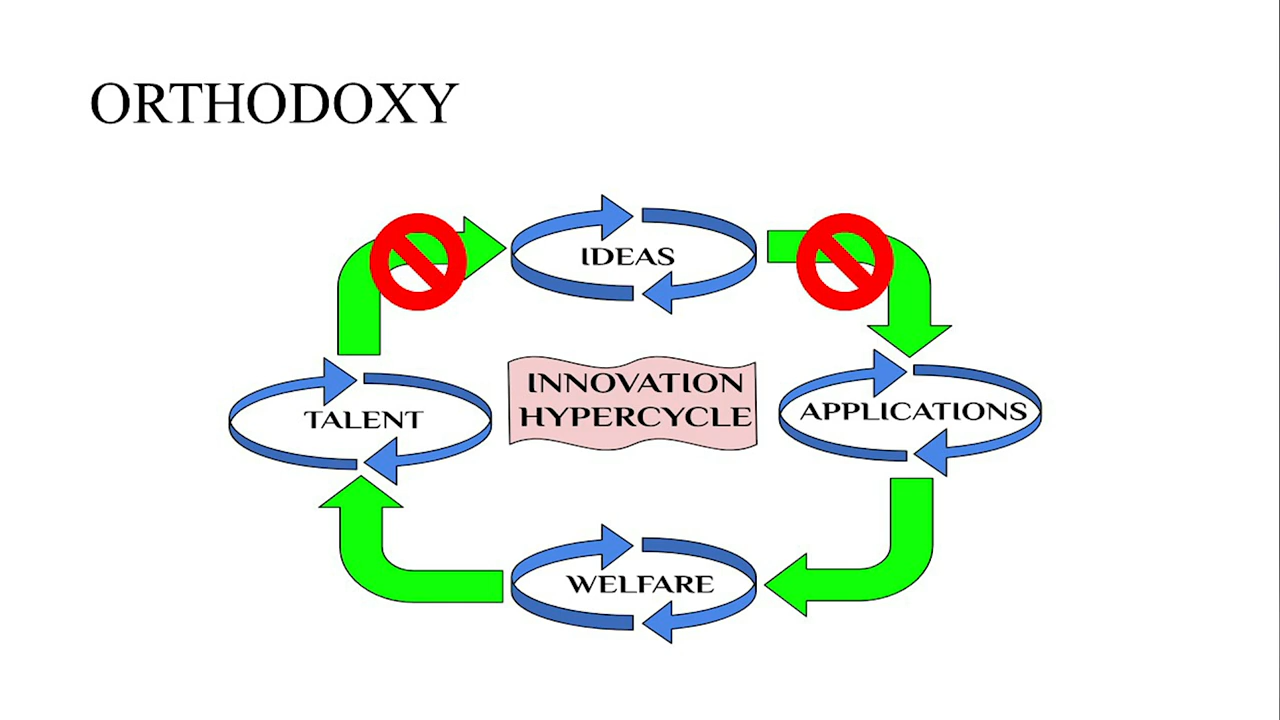 ORTHODOXY
IDEAS
INNOVATION
HYPERCYCLE
TALENT
APPLICATIONS
WELFARE